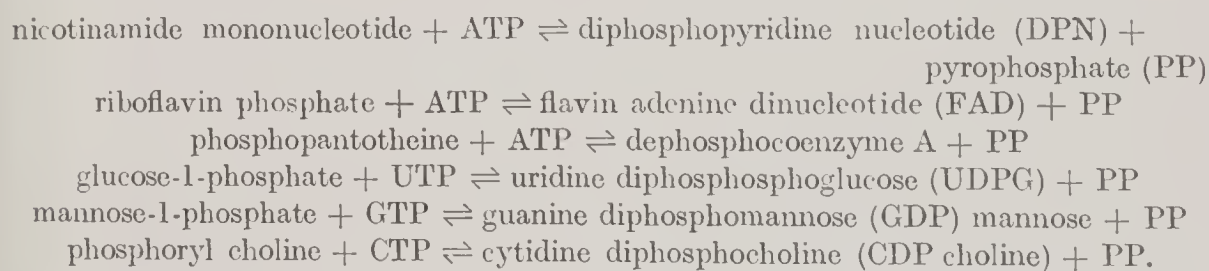 nicotinamide mononucleotide + ATP ⇌ diphosphopyridine nucleotide (DPN) +
pyrophosphate (PP)
riboflavin phosphate + ATP ⇌ flavin adenine dinucleotide (FAD) + PP
phosphopantotheine + ATP ⇌ dephosphocoenzyme A + PP
glucose-1-phosphate + UTP ⇌ uridine diphosphosphoglucose (UDPG) + PP
mannose-1-phosphate + GTP ⇌ guanine diphosphomannose (GDP) mannose + PP
phosphoryl choline + CTP ⇌ cytidine diphosphocholine (CDP choline) + PP.